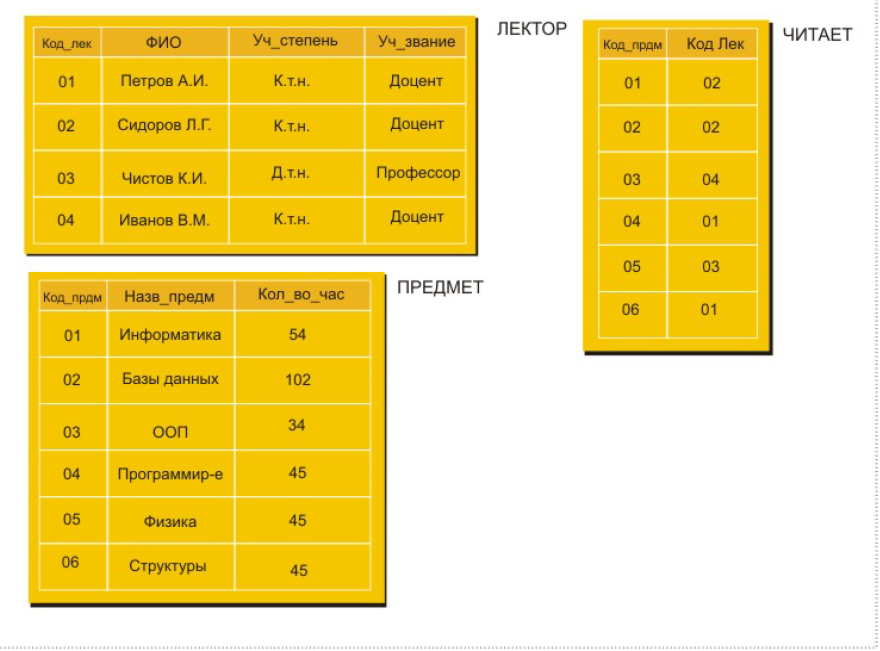 ЛЕКТОР
Код_лек ФИО Уч_степень Уч_звание
01 Петров А.И. К.т.н. Доцент
02 Сидоров Л.Г. К.т.н. Доцент
03 Чистов К.И. Д.т.н. Профессор
04 Иванов В.М. К.т.н. Доцент
ЧИТАЕТ
Код_прдм Код Лек
01 02
02 02
03 04
04 01
05 03
06 01
ПРЕДМЕТ
Код_прдм Назв_предм Кол_во_час
01 Информатика 54
02 Базы данных 102
03 ООП 34
04 Программир-е 45
05 Физика 45
06 Структуры 45